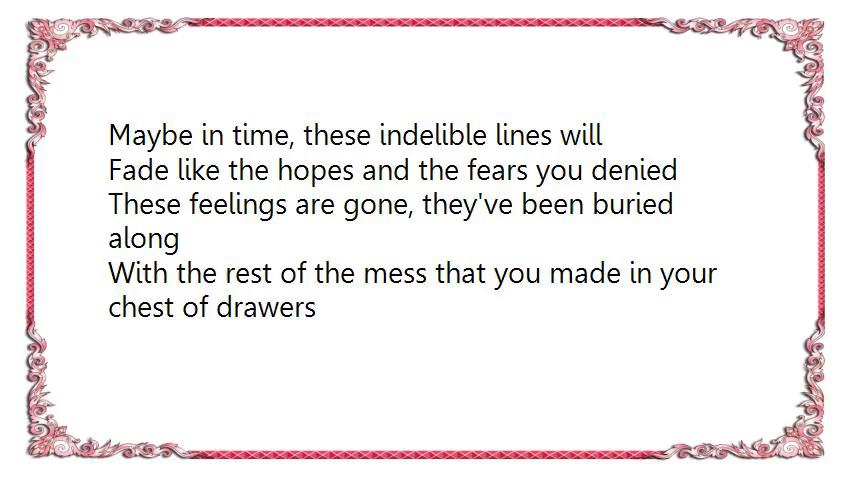 Maybe in time, these indelible lines will
Fade like the hopes and the fears you denied
These feelings are gone, they've been buried
along
With the rest of the mess that you made in your
chest of drawers